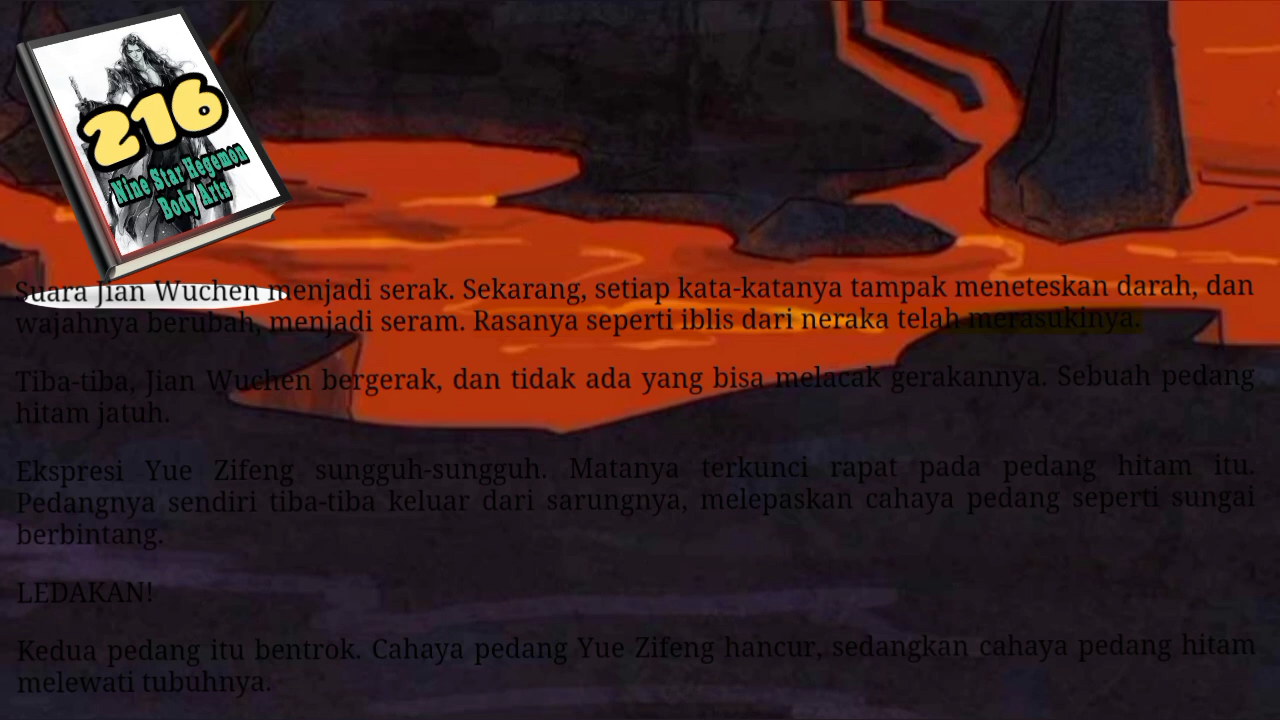 216
Nine Star Hegemon
Body Arts
Suara Jian Wuchen menjadi serak. Sekarang, setiap kata-katanya tampak meneteskan darah, dan
wajahnya berubah, menjadi seram. Rasanya seperti iblis dari neraka telah merasukinya.
Tiba-tiba, Jian Wuchen bergerak, dan tidak ada yang bisa melacak gerakannya. Sebuah pedang
hitam jatuh.
Ekspresi Yue Zifeng sungguh-sungguh. Matanya terkunci rapat pada pedang hitam itu.
Pedangnya sendiri tiba-tiba keluar dari sarungnya, melepaskan cahaya pedang seperti sungai
berbintang.
LEDAKAN!
Kedua pedang itu bentrok. Cahaya pedang Yue Zifeng hancur, sedangkan cahaya pedang hitam
melewati tubuhnya.